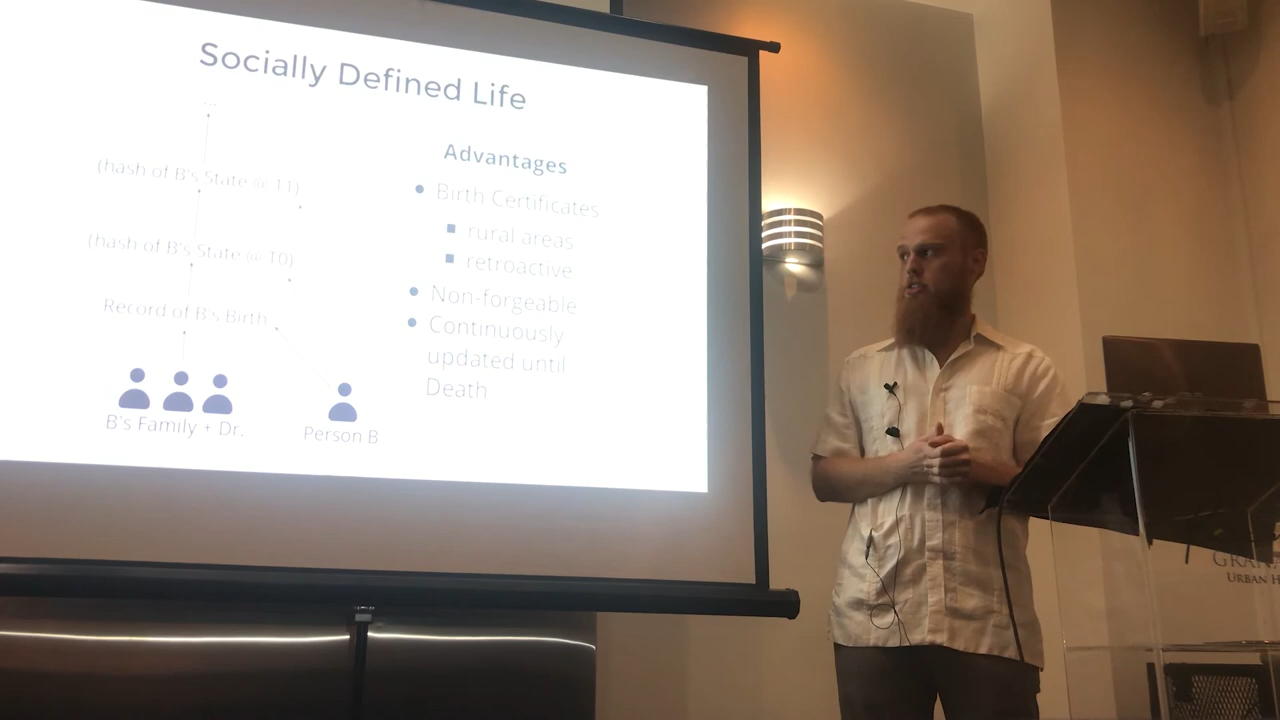 Socially Defined Life
...
(hash of B's State @ T1)
(hash of B's State @ T0)
Record of B's Birth
B's Family + Dr.
Person B
Advantages
Birth Certificates
rural areas
retroactive
Non-forgeable
Continuously
updated until
Death
URBAN